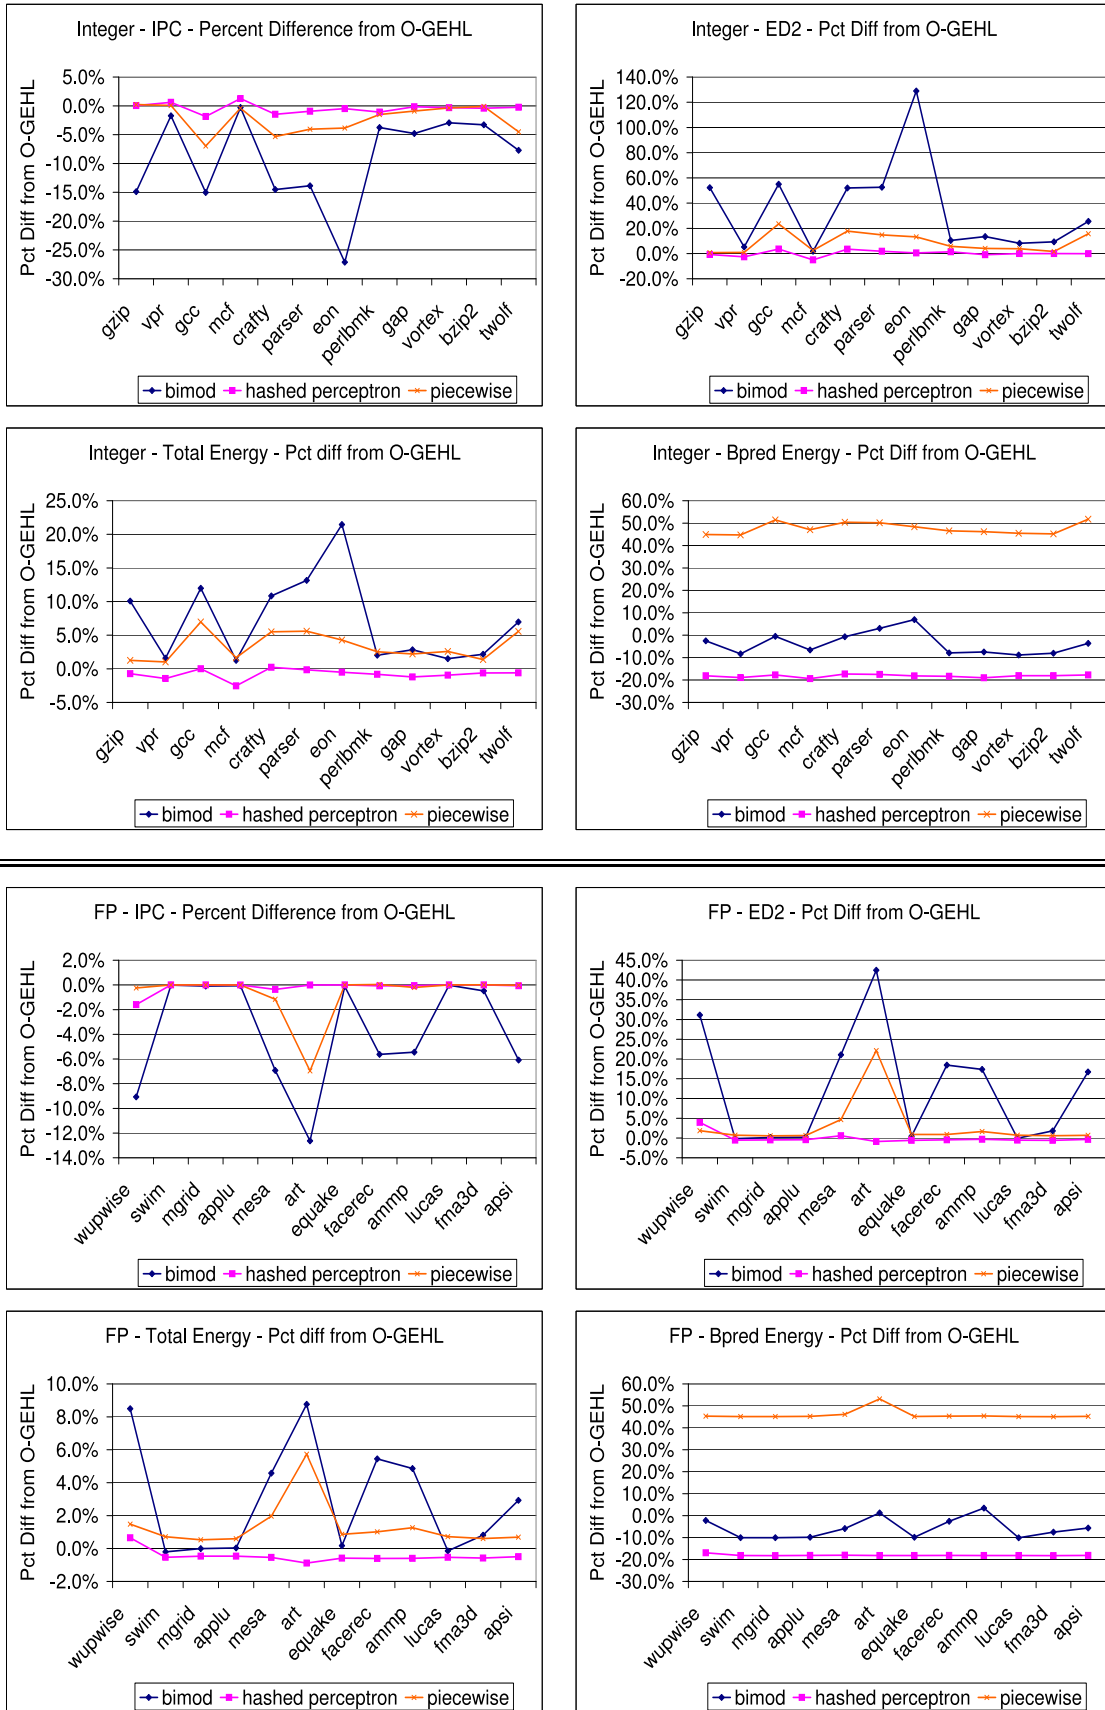 Integer - IPC - Percent Difference from O-GEHL
Pct Diff from O-GEHL
5.0%
0.0%
-5.0%
-10.0%
-15.0%
-20.0%
-25.0%
-30.0%
gzip
vpr
gcc
mcf
crafty
parser
eon
perlbmk
gap
vortex
bzip2
twolf
bimod hashed perceptron piecewise
Integer - ED2 - Pct Diff from O-GEHL
Pct Diff from O-GEHL
140.0%
120.0%
100.0%
80.0%
60.0%
40.0%
20.0%
0.0%
-20.0%
gzip
vpr
gcc
mcf
crafty
parser
eon
perlbmk
gap
vortex
bzip2
twolf
bimod hashed perceptron piecewise
Integer - Total Energy - Pct diff from O-GEHL
Pct Diff from O-GEHL
25.0%
20.0%
15.0%
10.0%
5.0%
0.0%
-5.0%
gzip
vpr
gcc
mcf
crafty
parser
eon
perlbmk
gap
vortex
bzip2
twolf
bimod hashed perceptron piecewise
Integer - Bpred Energy - Pct Diff from O-GEHL
Pct Diff from O-GEHL
60.0%
50.0%
40.0%
30.0%
20.0%
10.0%
0.0%
-10.0%
-20.0%
-30.0%
gzip
vpr
gcc
mcf
crafty
parser
eon
perlbmk
gap
vortex
bzip2
twolf
bimod hashed perceptron piecewise
FP - IPC - Percent Difference from O-GEHL
Pct Diff from O-GEHL
2.0%
0.0%
-2.0%
-4.0%
-6.0%
-8.0%
-10.0%
-12.0%
-14.0%
wupwise
swim
mgrid
applu
mesa
art
equake
facerec
ammp
lucas
fma3d
apsi
bimod hashed perceptron piecewise
FP - ED2 - Pct Diff from O-GEHL
Pct Diff from O-GEHL
45.0%
40.0%
35.0%
30.0%
25.0%
20.0%
15.0%
10.0%
5.0%
0.0%
-5.0%
wupwise
swim
mgrid
applu
mesa
art
equake
facerec
ammp
lucas
fma3d
apsi
bimod hashed perceptron piecewise
FP - Total Energy - Pct diff from O-GEHL
Pct Diff from O-GEHL
10.0%
8.0%
6.0%
4.0%
2.0%
0.0%
-2.0%
wupwise
swim
mgrid
applu
mesa
art
equake
facerec
ammp
lucas
fma3d
apsi
bimod hashed perceptron piecewise
FP - Bpred Energy - Pct Diff from O-GEHL
Pct Diff from O-GEHL
60.0%
50.0%
40.0%
30.0%
20.0%
10.0%
0.0%
-10.0%
-20.0%
-30.0%
wupwise
swim
mgrid
applu
mesa
art
equake
facerec
ammp
lucas
fma3d
apsi
bimod hashed perceptron piecewise